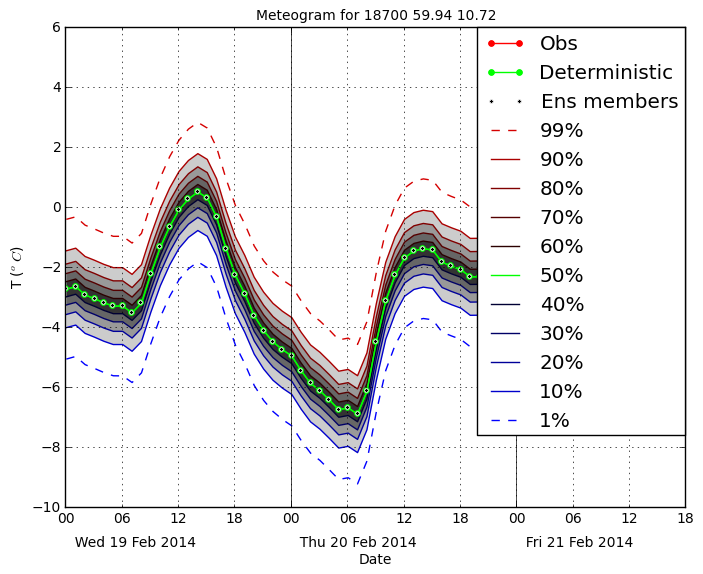 Meteogram for 18700 59.94 10.72
6
4
2
0
−2
−4
−6
−8
−10
T (° C)
Obs
Deterministic
Ens members
99%
90%
80%
70%
60%
50%
40%
30%
20%
10%
1%
00 06 12 18 00 06 12 18 00 06 12 18
Wed 19 Feb 2014 Thu 20 Feb 2014 Fri 21 Feb 2014
Date